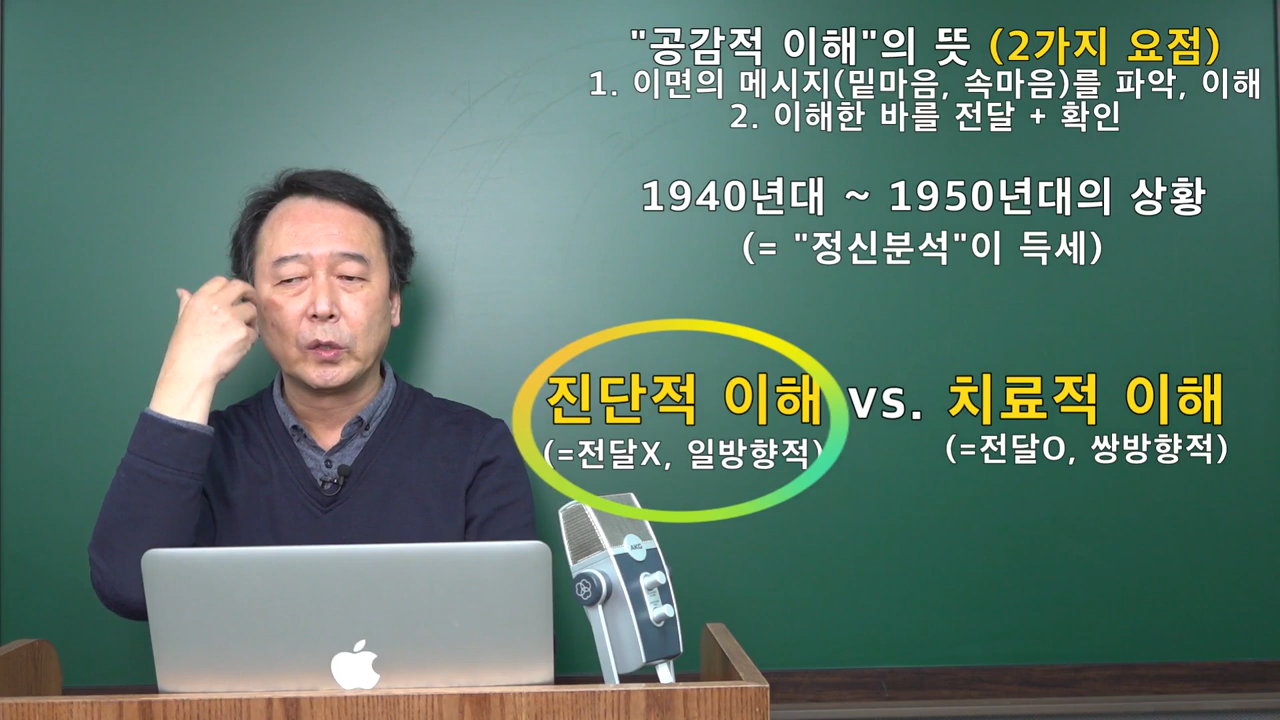 "공감적 이해"의 뜻 (2가지 요점)
1. 이면의 메시지(밑마음, 속마음)를 파악, 이해
2. 이해한 바를 전달 + 확인
1940년대 ~ 1950년대의 상황
(= "정신분석"이 득세)
진단적 이해 vs. 치료적 이해
(=전달X, 일방향적) (=전달O, 쌍방향적)
AKG